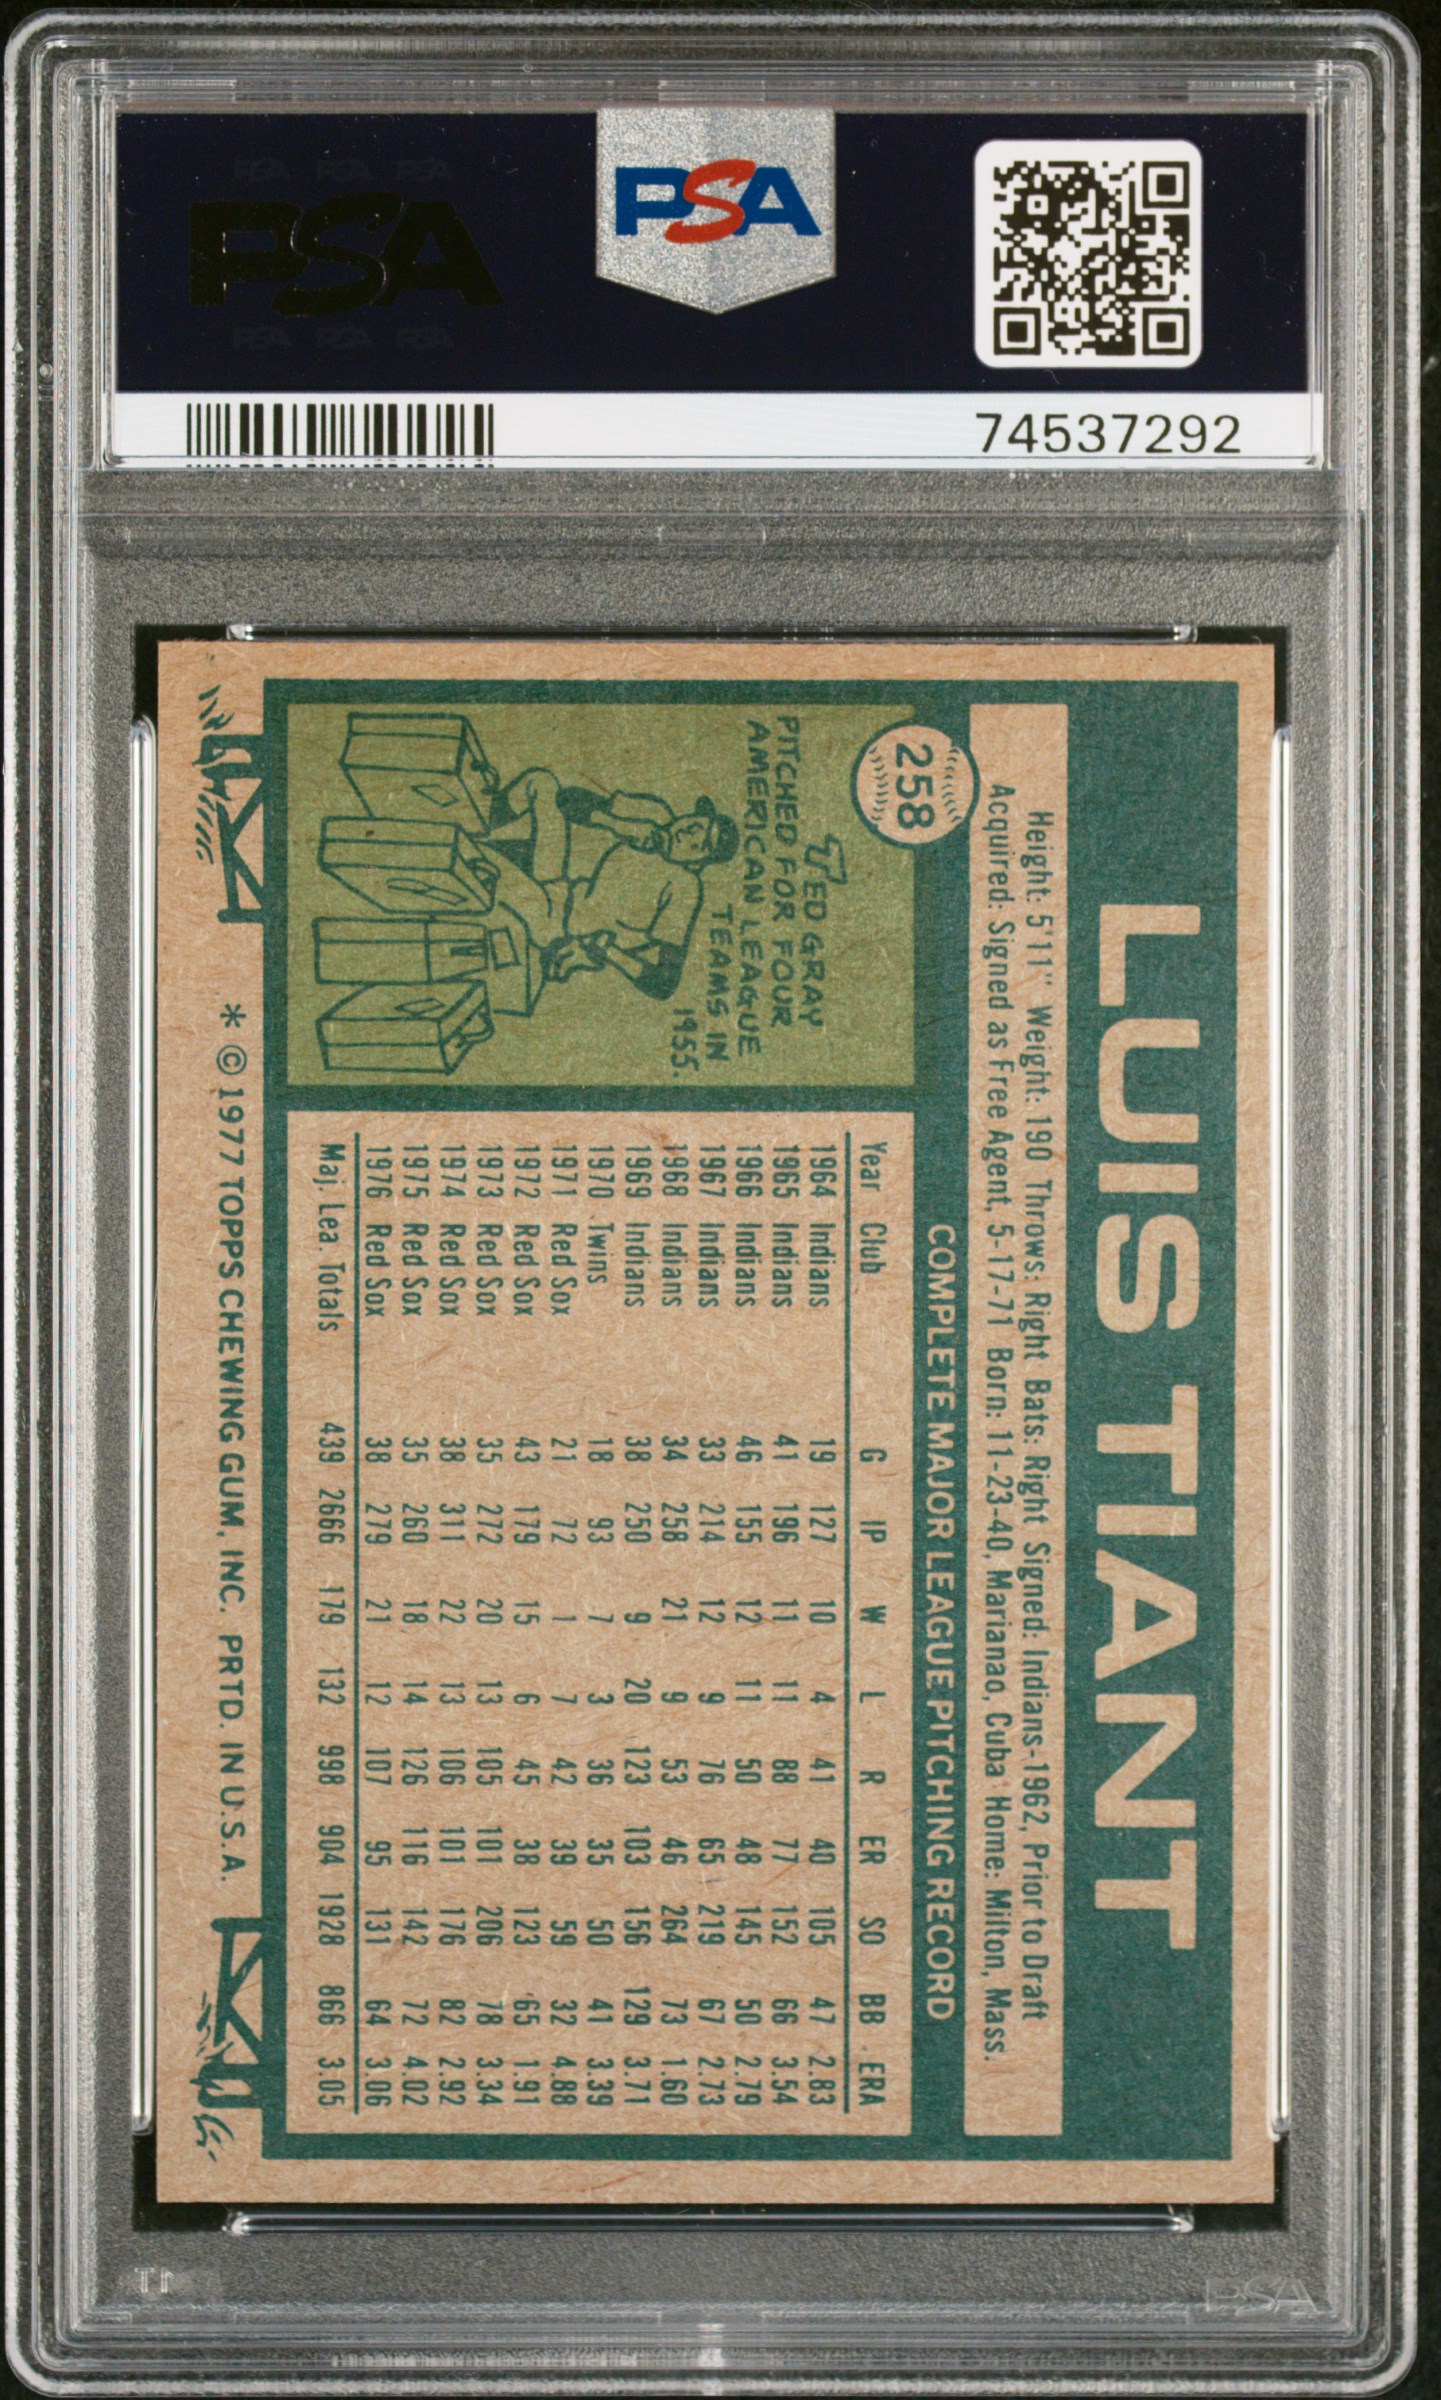 PSA
PSA PSA PSA
PSA
PSA PSA PSA
74537292
LUIS TIANT
Height: 5'11" Weight: 190 Throws: Right Bats: Right Signed: Indians-1962, Prior to Draft
Acquired: Signed as Free Agent, 5-17-71 Born: 11-23-40, Marianao, Cuba Home: Milton, Mass.
258
TED GRAY
PITCHED FOR FOUR
AMERICAN LEAGUE
TEAMS IN
1955.
COMPLETE MAJOR LEAGUE PITCHING RECORD
Year Club G IP W L R ER SO BB ERA
1964 Indians 19 127 10 4 41 40 105 47 2.83
1965 Indians 41 196 11 11 88 77 152 66 3.54
1966 Indians 46 155 12 11 50 48 145 50 2.79
1967 Indians 33 214 12 9 76 65 219 67 2.73
1968 Indians 34 258 21 9 53 46 264 73 1.60
1969 Indians 38 250 9 20 123 103 156 129 3.71
1970 Twins 18 93 7 3 36 35 50 41 3.39
1971 Red Sox 21 72 1 7 42 39 59 32 4.88
1972 Red Sox 43 179 15 6 45 38 123 65 1.91
1973 Red Sox 35 272 20 13 105 101 206 78 3.34
1974 Red Sox 38 311 22 13 106 101 176 82 2.92
1975 Red Sox 35 260 18 14 126 116 142 72 4.02
1976 Red Sox 38 279 21 12 107 95 131 64 3.06
Maj. Lea. Totals 439 2666 179 132 998 904 1928 866 3.05
* © 1977 TOPPS CHEWING GUM, INC. PRTD. IN U.S.A.
PSA